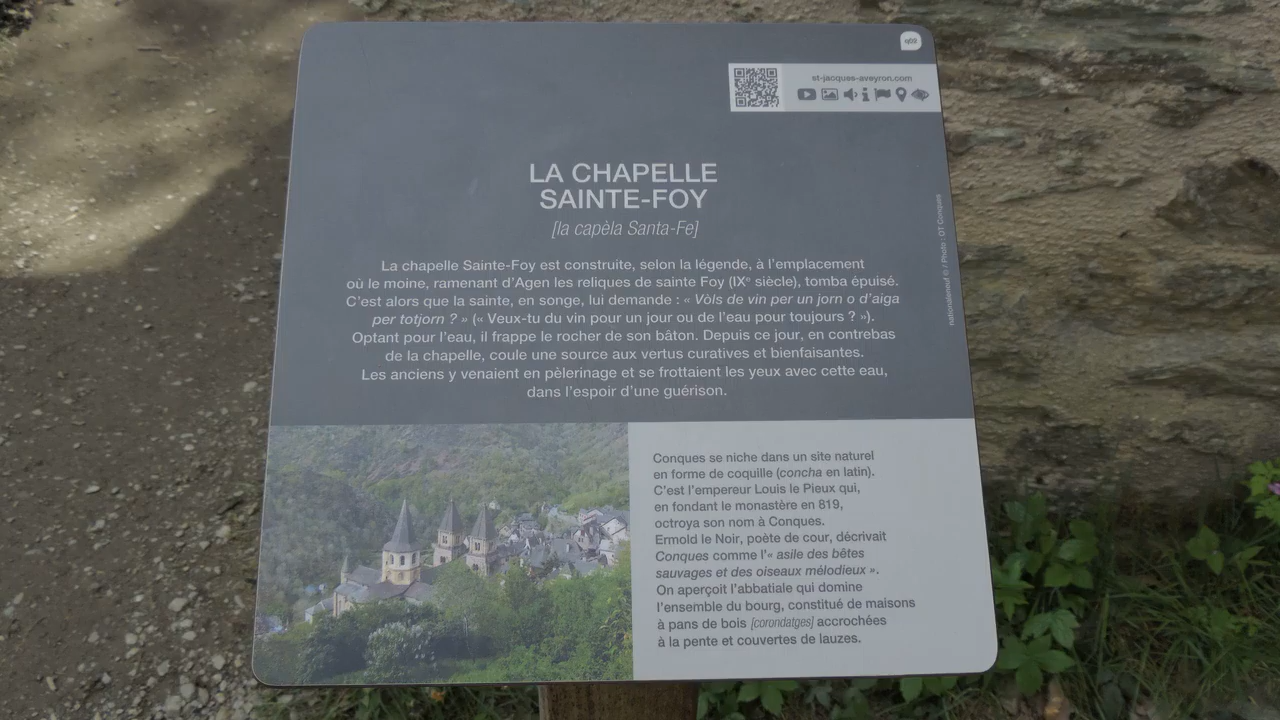 q09
st-jacques-aveyron.com
LA CHAPELLE
SAINTE-FOY
[la capèla Santa-Fe]
La chapelle Sainte-Foy est construite, selon la légende, à l'emplacement
où le moine, ramenant d'Agen les reliques de sainte Foy (IXe siècle), tomba épuisé.
C'est alors que la sainte, en songe, lui demande : « Vòls de vin per un jorn o d'aiga
per totjorn ? » (« Veux-tu du vin pour un jour ou de l'eau pour toujours ? »).
Optant pour l'eau, il frappe le rocher de son bâton. Depuis ce jour, en contrebas
de la chapelle, coule une source aux vertus curatives et bienfaisantes.
Les anciens y venaient en pèlerinage et se frottaient les yeux avec cette eau,
dans l'espoir d'une guérison.
nationaleneuf © / Photo : OT Conques
Conques se niche dans un site naturel
en forme de coquille (concha en latin).
C'est l'empereur Louis le Pieux qui,
en fondant le monastère en 819,
octroya son nom à Conques.
Ermold le Noir, poète de cour, décrivait
Conques comme l'« asile des bêtes
sauvages et des oiseaux mélodieux ».
On aperçoit l'abbatiale qui domine
l'ensemble du bourg, constitué de maisons
à pans de bois [corondatges] accrochées
à la pente et couvertes de lauzes.